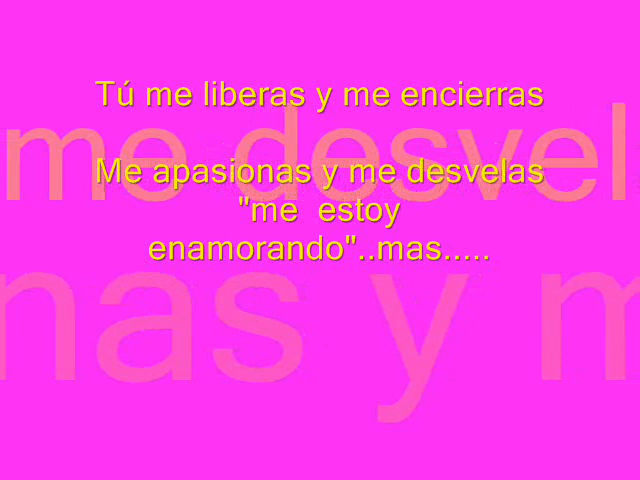 Tú me liberas y me encierras
me desvel
Me apasionas y me desvelas
"me  estoy
enamorando"..mas.....
nas y m